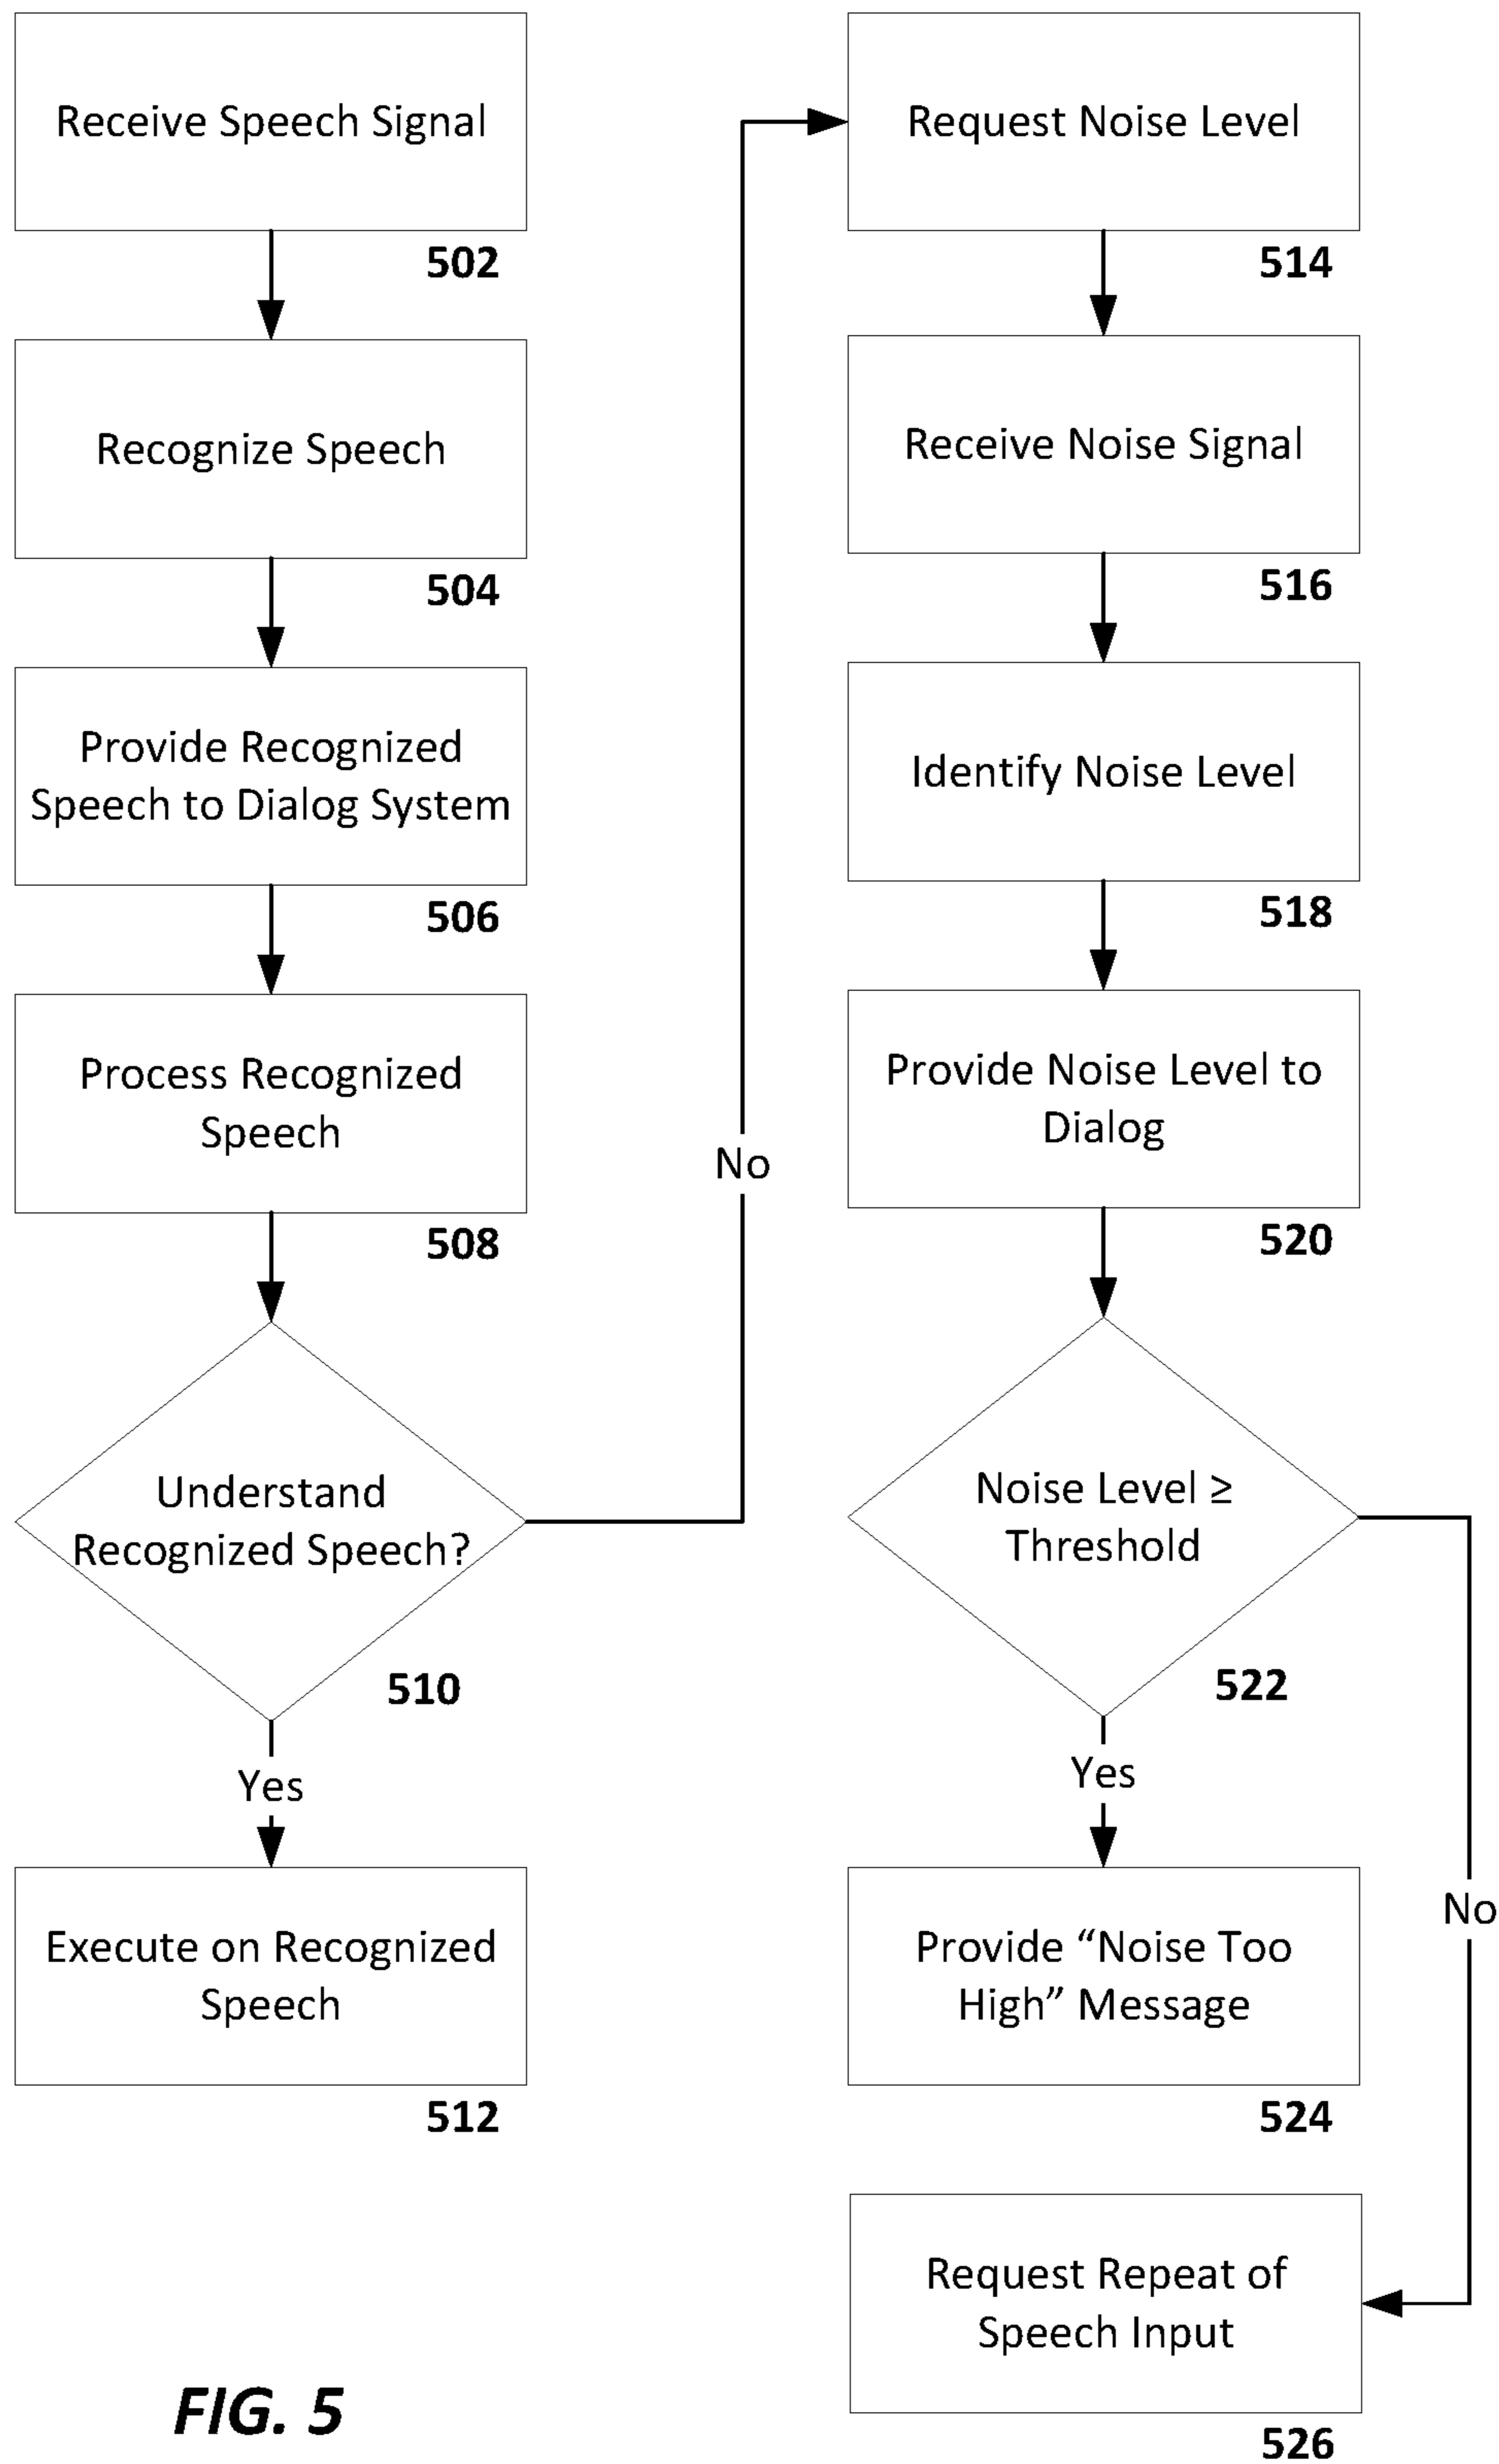 Receive Speech Signal
502
Recognize Speech
504
Provide Recognized
Speech to Dialog System
506
Process Recognized
Speech
508
Understand
Recognized Speech?
510
Yes
No
Execute on Recognized
Speech
512
Request Noise Level
514
Receive Noise Signal
516
Identify Noise Level
518
Provide Noise Level to
Dialog
520
Noise Level ≥
Threshold
522
Yes
No
Provide “Noise Too
High” Message
524
Request Repeat of
Speech Input
526
FIG. 5